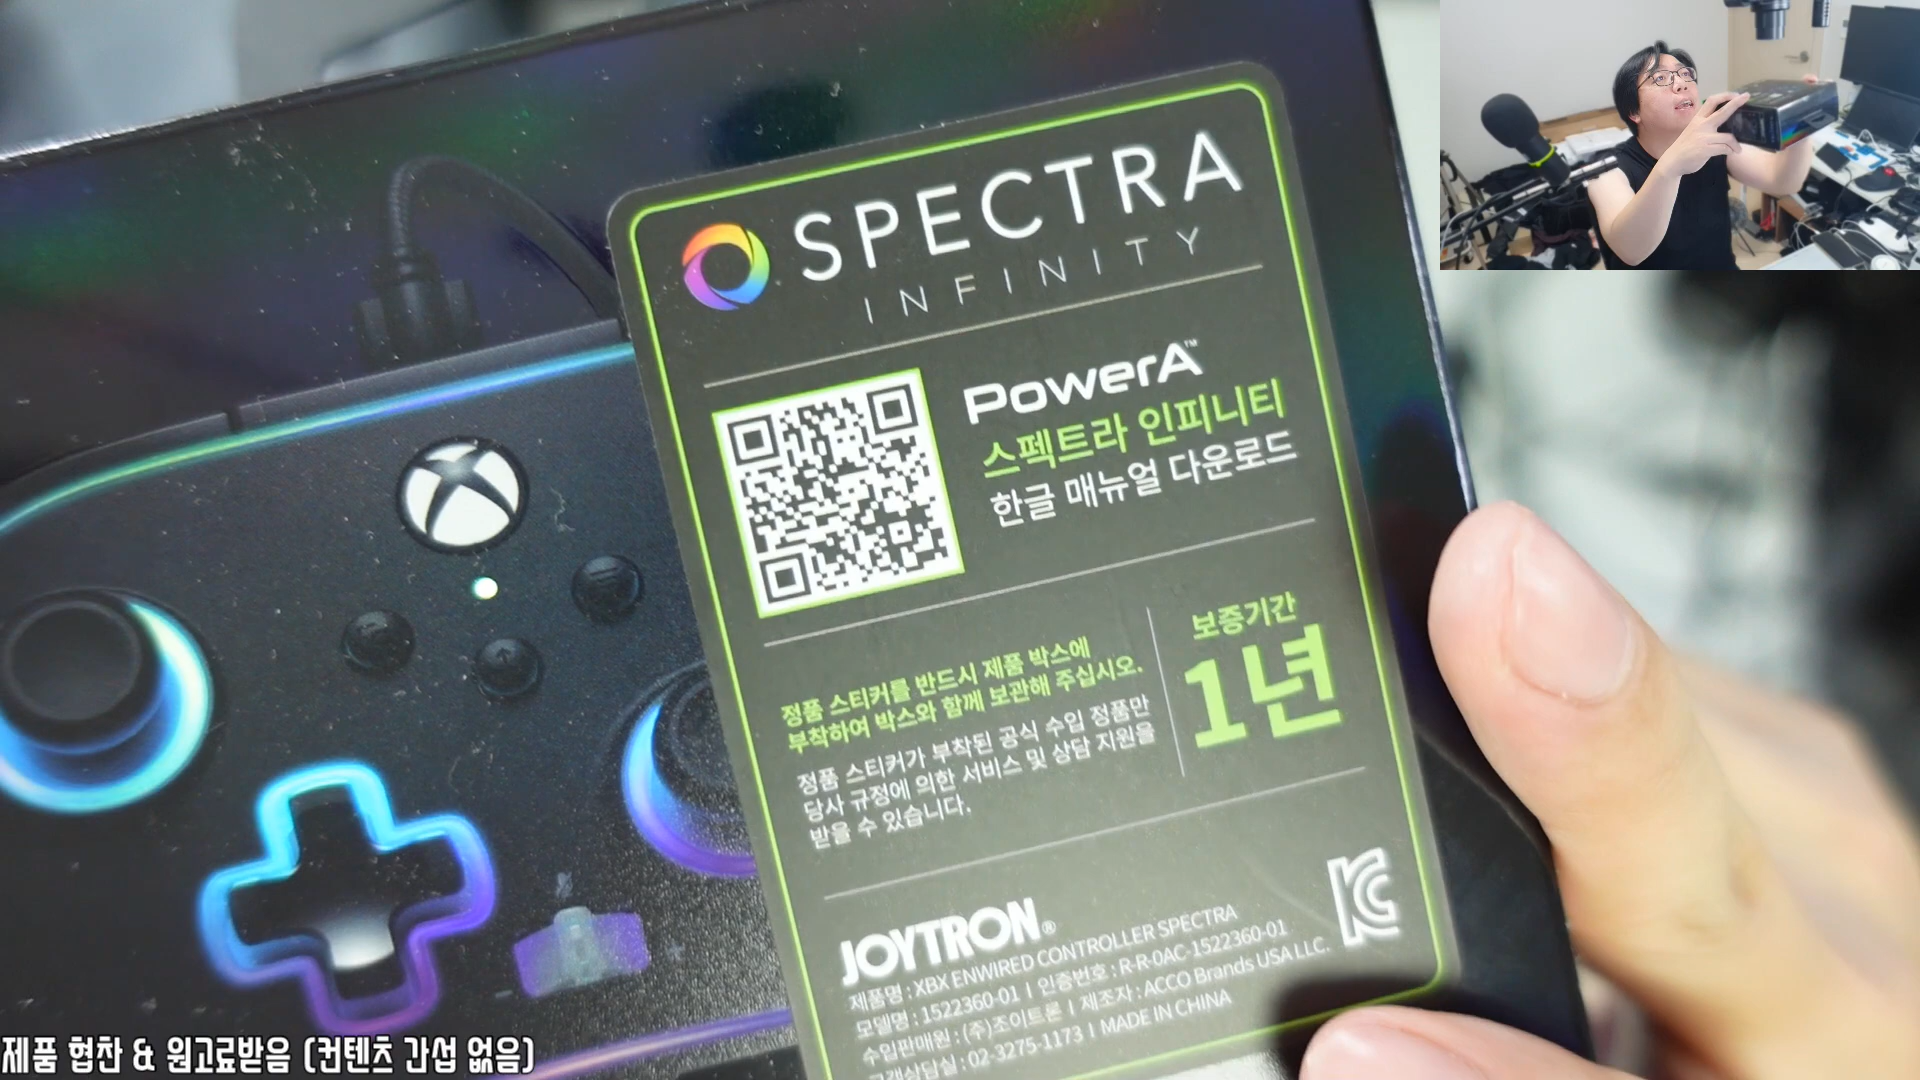 SPECTRA
INFINITY
PowerA™
스펙트라 인피니티
한글 매뉴얼 다운로드
정품 스티커를 반드시 제품 박스에
부착하여 박스와 함께 보관해 주십시오.
정품 스티커가 부착된 공식 수입 정품만
당사 규정에 의한 서비스 및 상담 지원을
받을 수 있습니다.
보증기간
1년
JOYTRON®
제품명 : XBX ENWIRED CONTROLLER SPECTRA
모델명 : 1522360-01 | 인증번호 : R-R-0AC-1522360-01
수입판매원 : (주)조이트론 | 제조자 : ACCO Brands USA LLC.
고객상담실 : 02-3275-1173 | MADE IN CHINA
제품 협찬 & 원고료받음 (컨텐츠 간섭 없음)